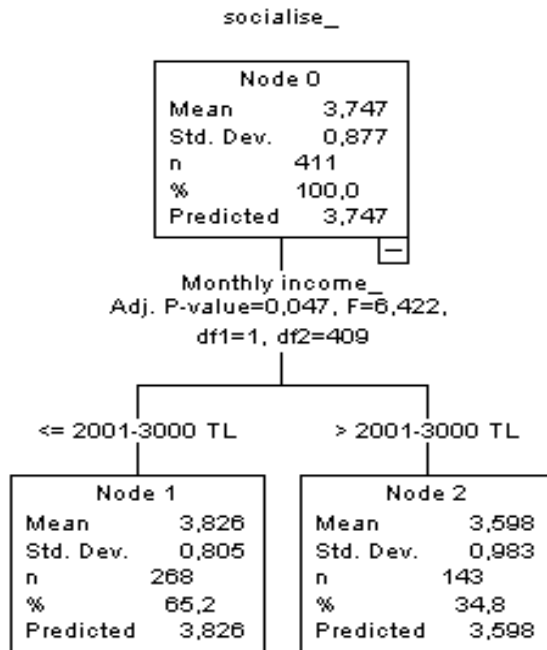 socialise_
Node 0
Mean 3,747
Std. Dev. 0,877
n 411
% 100,0
Predicted 3,747
Monthly income_
Adj. P-value=0,047, F=6,422,
df1=1, df2=409
<= 2001-3000 TL > 2001-3000 TL
Node 1
Mean 3,826
Std. Dev. 0,805
n 268
% 65,2
Predicted 3,826
Node 2
Mean 3,598
Std. Dev. 0,983
n 143
% 34,8
Predicted 3,598